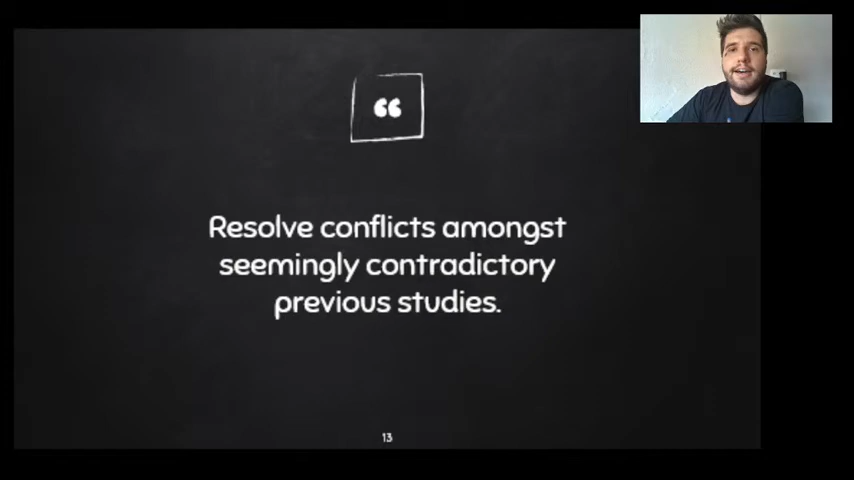 “
Resolve conflicts amongst
seemingly contradictory
previous studies.
13